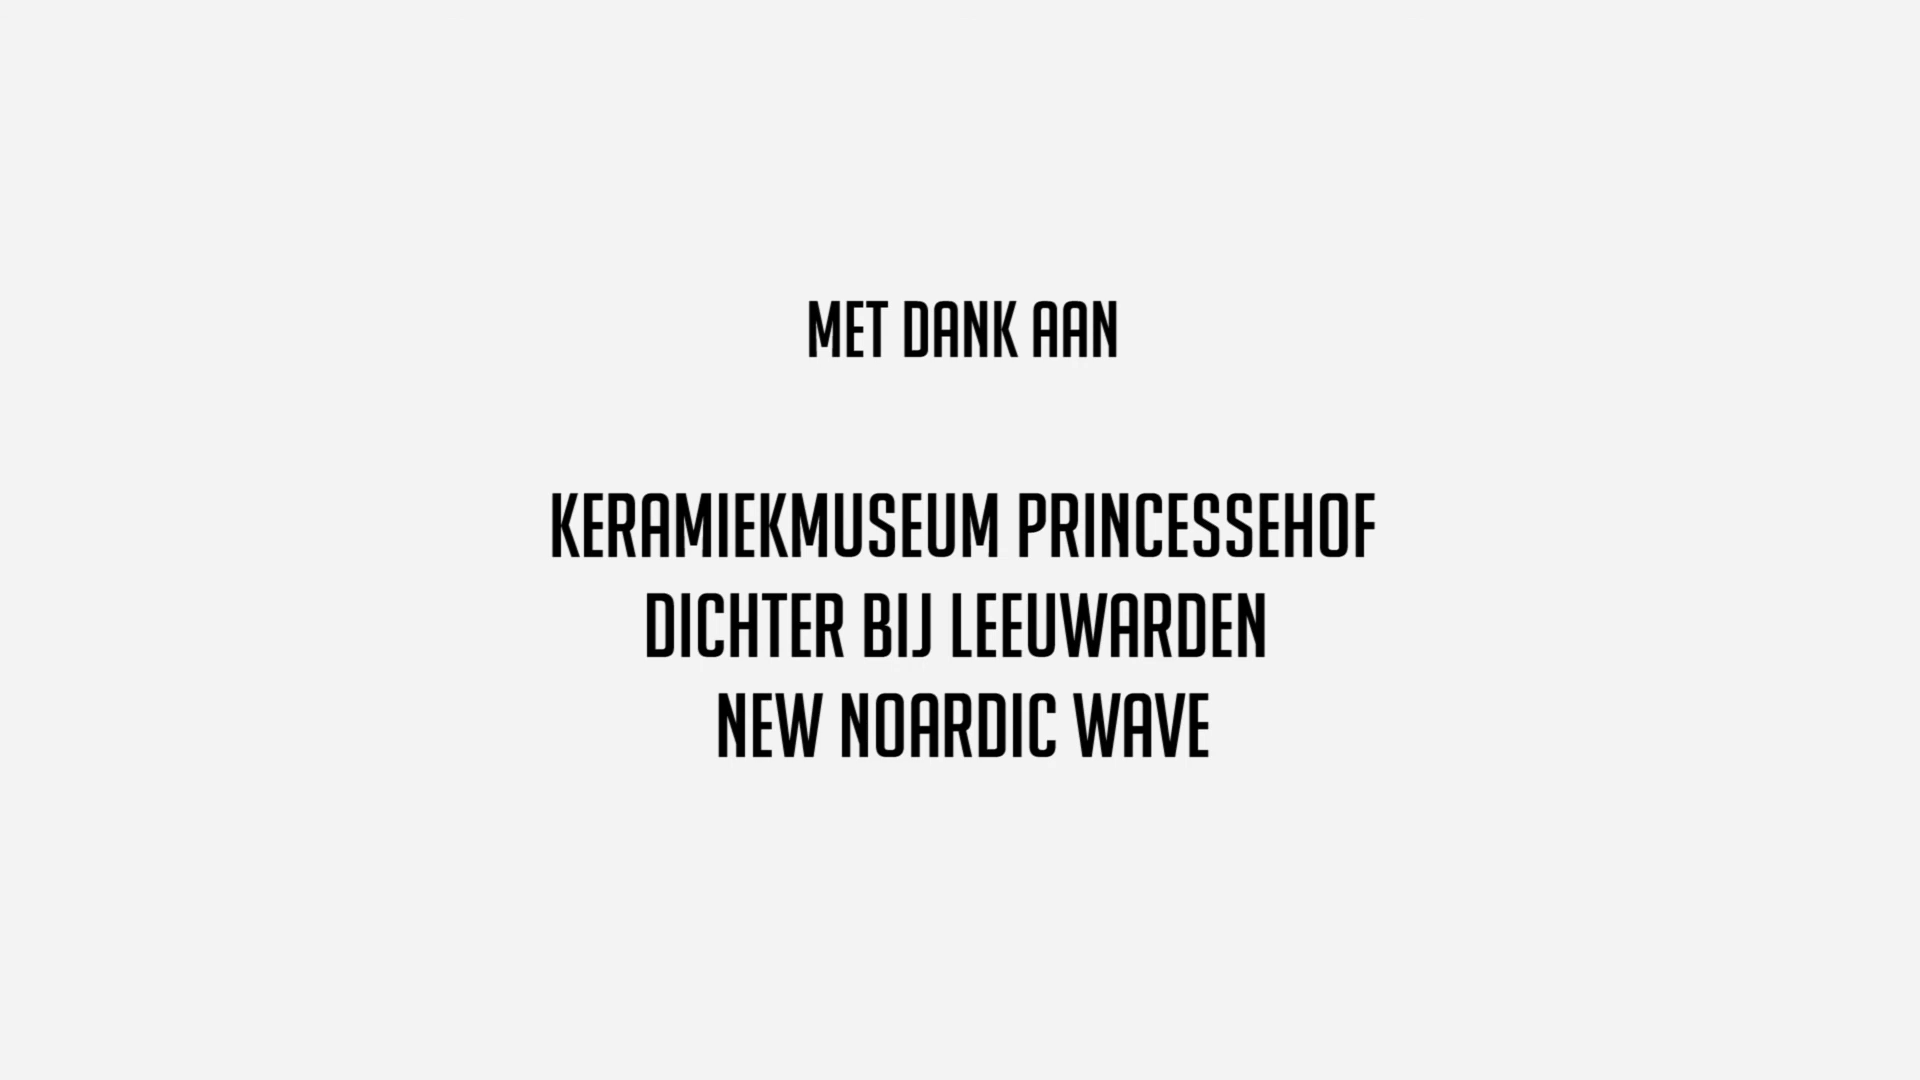 MET DANK AAN
KERAMIEKMUSEUM PRINCESSEHOF
DICHTER BIJ LEEUWARDEN
NEW NOARDIC WAVE